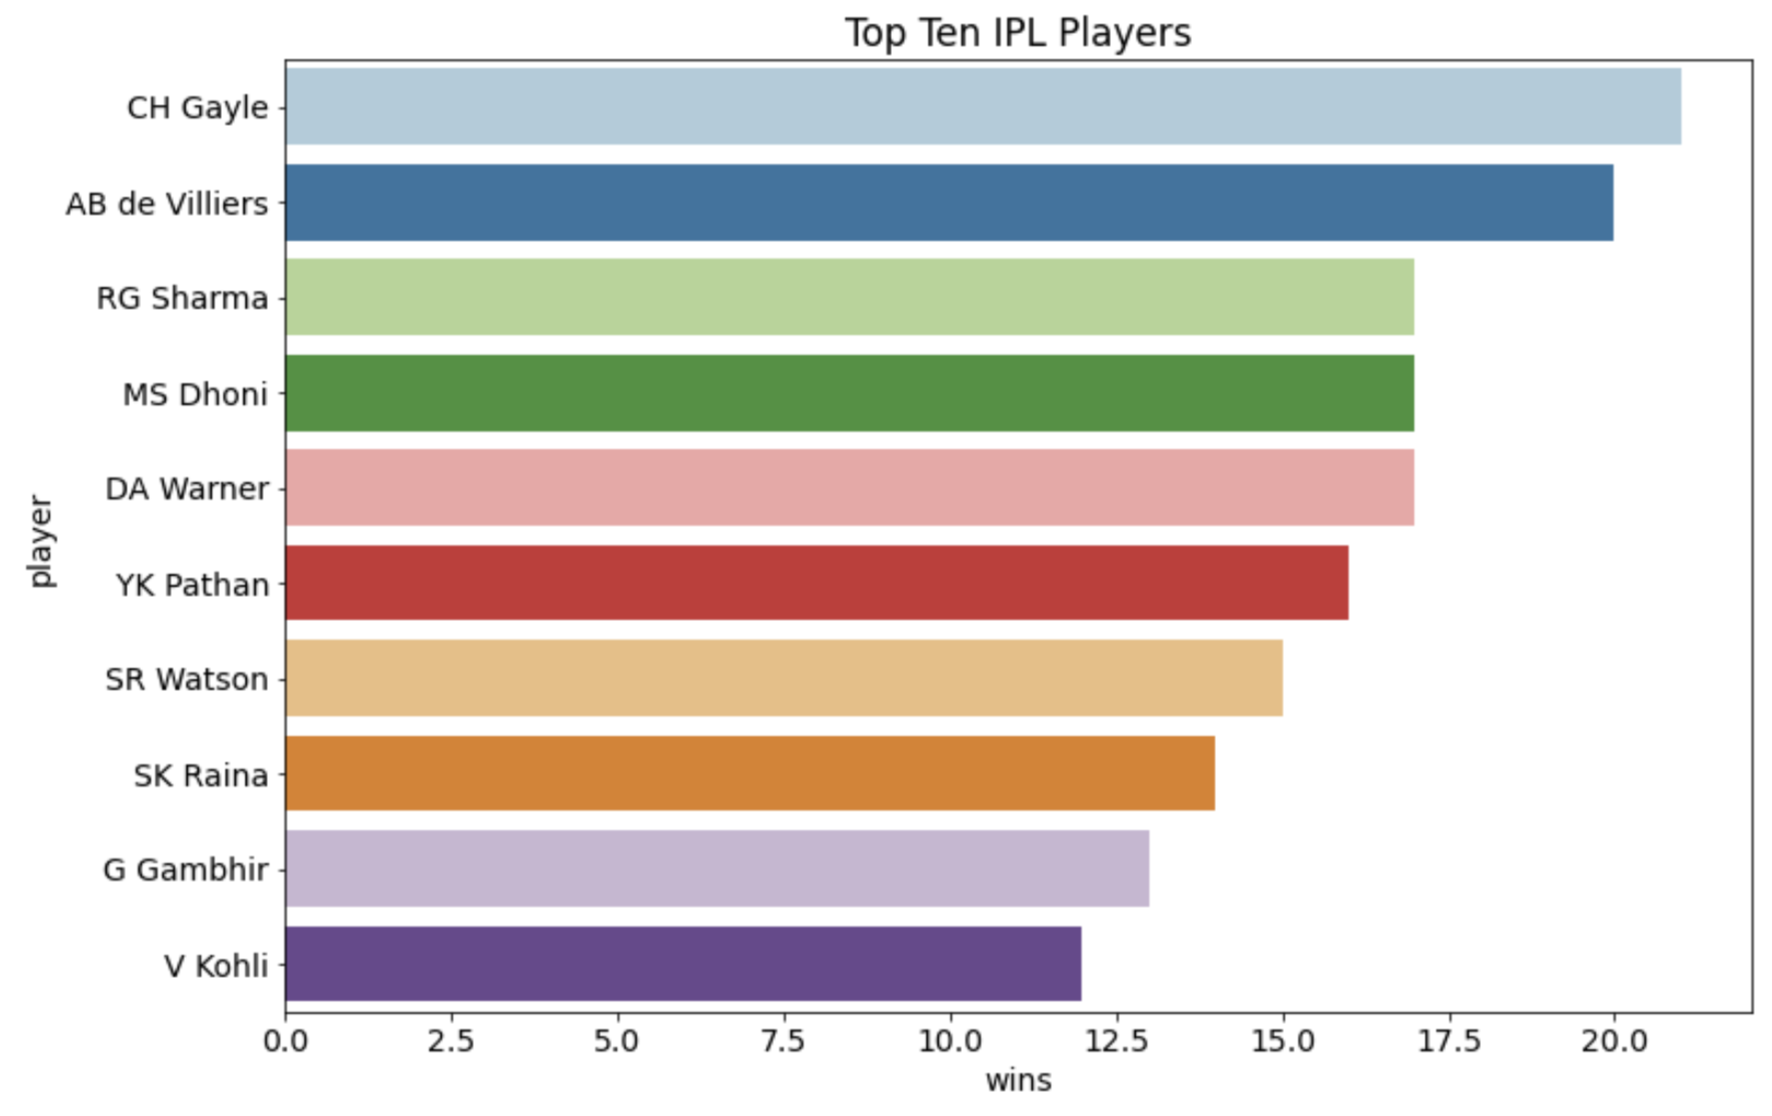 Top Ten IPL Players
CH Gayle
AB de Villiers
RG Sharma
MS Dhoni
DA Warner
YK Pathan
SR Watson
SK Raina
G Gambhir
V Kohli
player
0.0 2.5 5.0 7.5 10.0 12.5 15.0 17.5 20.0
wins